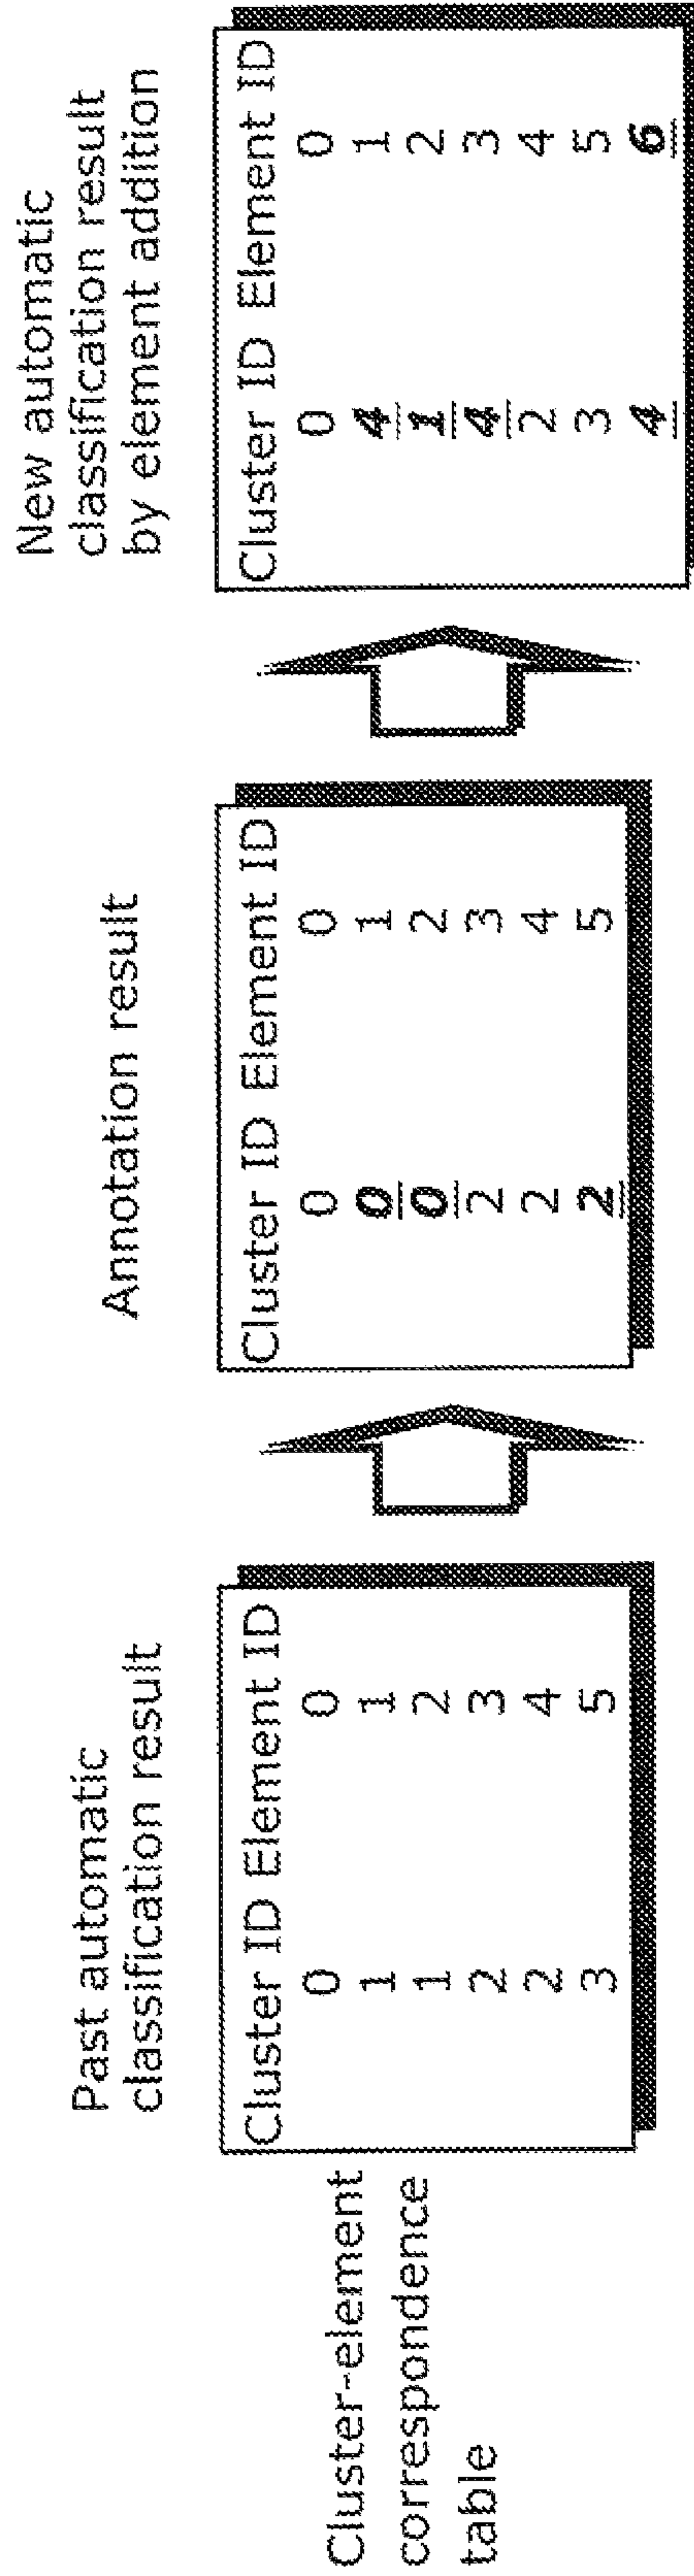 Cluster-element
correspondence
table
Past automatic
classification result
Cluster ID Element ID
0 0
1 1
1 2
2 3
2 4
3 5
Annotation result
Cluster ID Element ID
0 0
0 1
0 2
2 3
2 4
2 5
New automatic
classification result
by element addition
Cluster ID Element ID
0 0
4 1
1 2
4 3
2 4
3 5
4 6